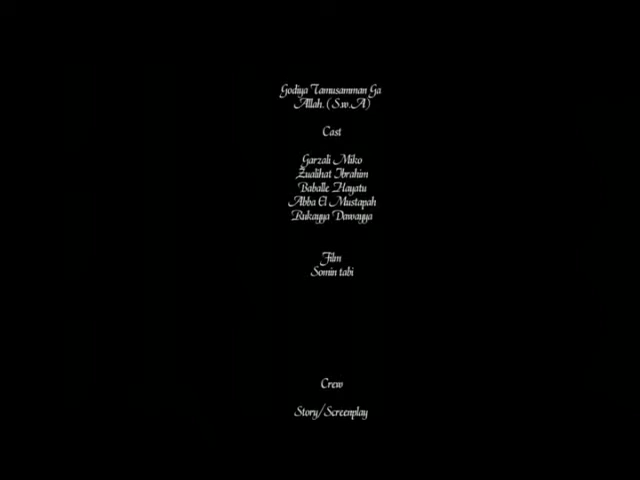 Godiya Tamusamman Ga
Allah. (S.w.A)
Cast
Garzali Miko
Zualihat Ibrahim
Baballe Hayatu
Abba El Mustapah
Rukayya Dawayya
Film
Somin tabi
Crew
Story/Screenplay